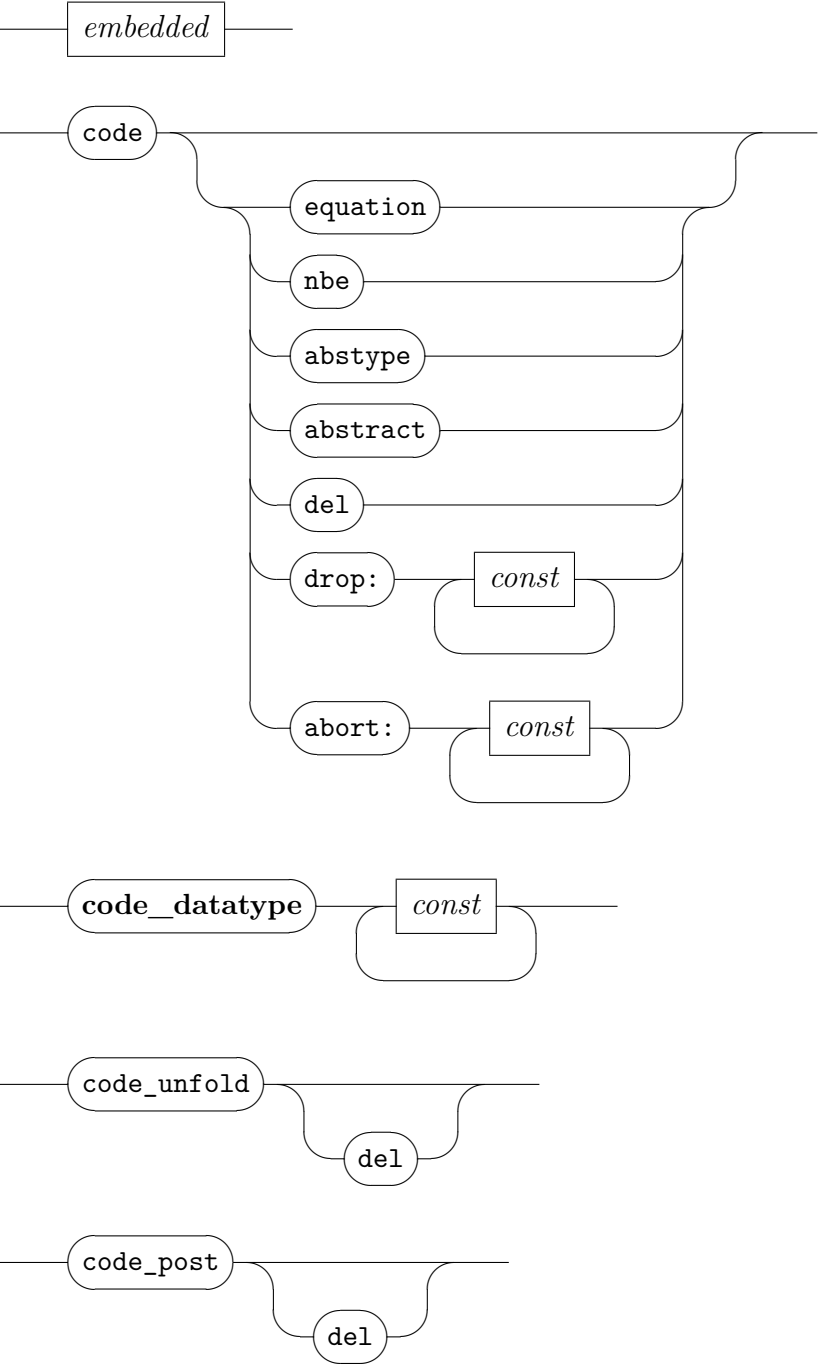 embedded
code
equation
nbe
abstype
abstract
del
drop: const
abort: const
code_datatype const
code_unfold
del
code_post
del